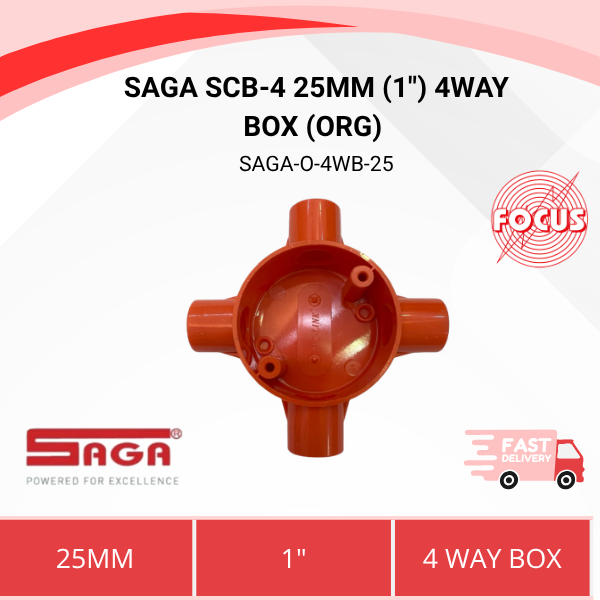 SAGA SCB-4 25MM (1") 4WAY
BOX (ORG)
SAGA-O-4WB-25
FOCUS
SAGA®
POWERED FOR EXCELLENCE
FAST
DELIVERY
25MM
1"
4 WAY BOX